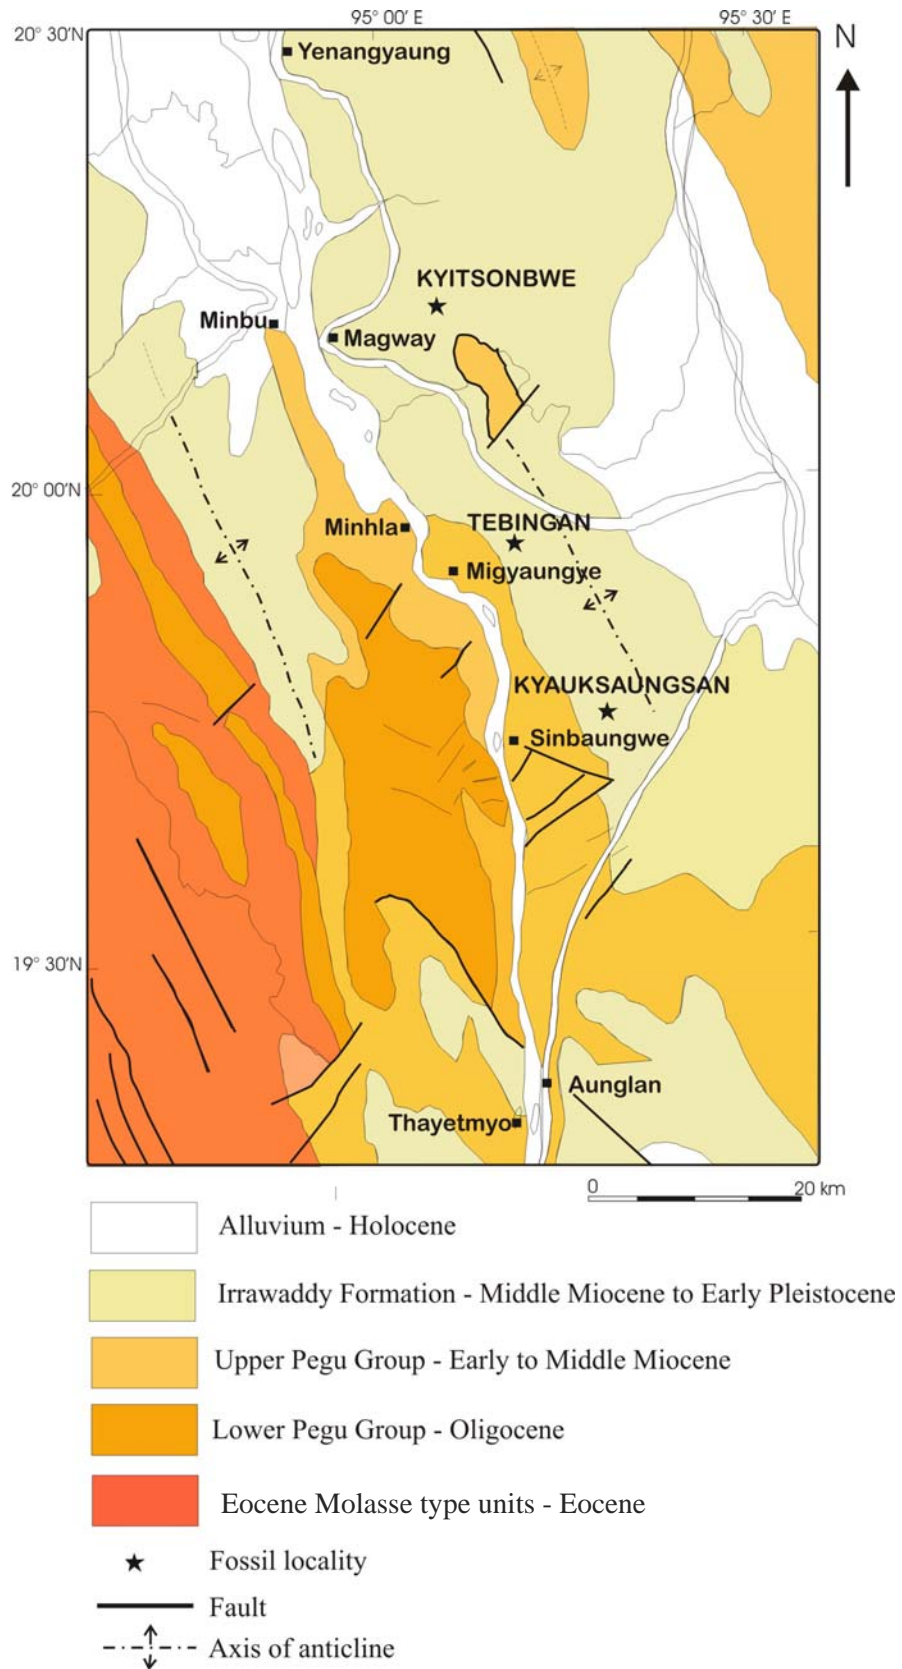 95° 00′ E
95° 30′ E
20° 30′N
N
Yenangyaung
KYITSONBWE
Minbu
Magway
20° 00′N
TEBINGAN
Minhla
Migyaungye
KYAUKSAUNGSAN
Sinbaungwe
19° 30′N
Aunglan
Thayetmyo
0 20 km
Alluvium - Holocene
Irrawaddy Formation - Middle Miocene to Early Pleistocene
Upper Pegu Group - Early to Middle Miocene
Lower Pegu Group - Oligocene
Eocene Molasse type units - Eocene
Fossil locality
Fault
Axis of anticline